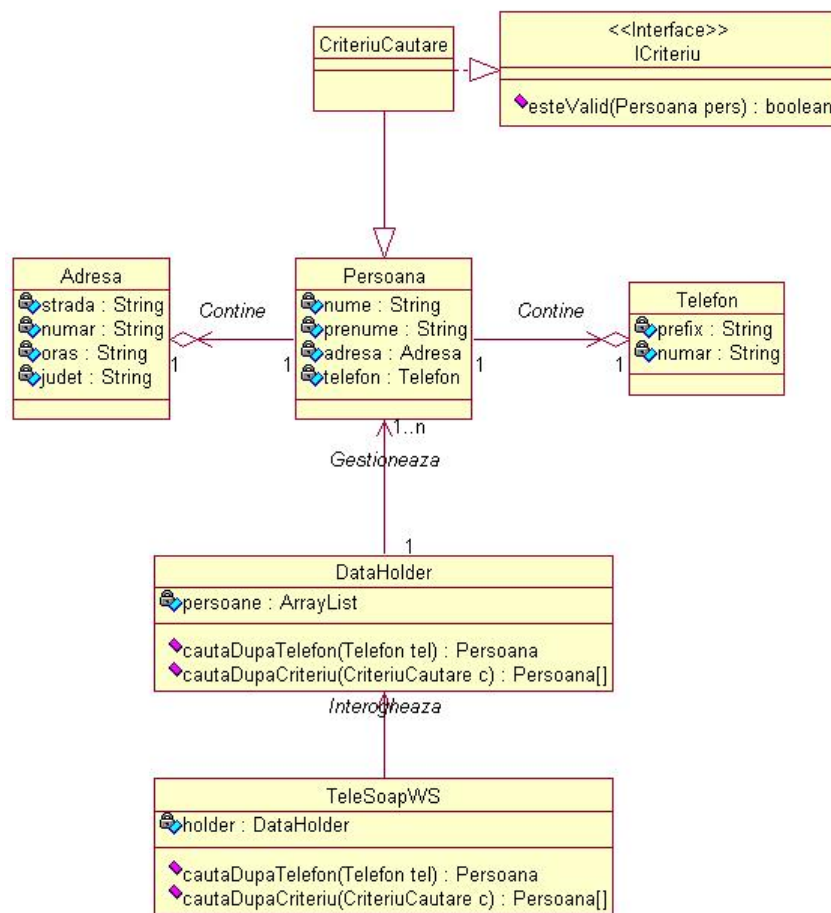 CriteriuCautare
<<Interface>>
ICriteriu
esteValid(Persoana pers) : boolean
Adresa
strada : String
numar : String
oras : String
judet : String
Contine
1
1
Persoana
nume : String
prenume : String
adresa : Adresa
telefon : Telefon
Contine
1
1
Telefon
prefix : String
numar : String
1..n
Gestioneaza
1
DataHolder
persoane : ArrayList
cautaDupaTelefon(Telefon tel) : Persoana
cautaDupaCriteriu(CriteriuCautare c) : Persoana[]
Interogheaza
TeleSoapWS
holder : DataHolder
cautaDupaTelefon(Telefon tel) : Persoana
cautaDupaCriteriu(CriteriuCautare c) : Persoana[]